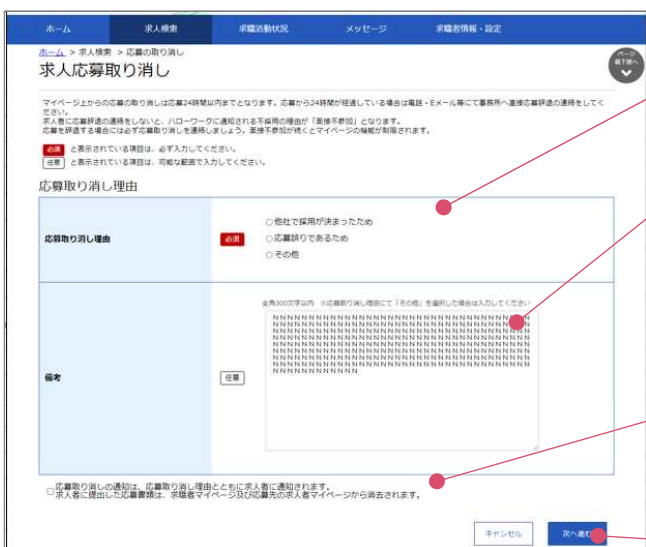 ホーム 求人検索 求職活動状況 メッセージ 求職者情報・設定
ホーム > 求人検索 > 応募の取り消し
求人応募取り消し
ページ
最下部へ
マイページ上からの応募の取り消しは応募24時間以内までとなります。応募から24時間が経過している場合は電話・Eメール等にて事務所へ直接応募辞退の連絡をしてく
ださい。
求人者に応募辞退の連絡をしないと、ハローワークに通知される不採用の理由が「面接不参加」となります。
応募を辞退する場合には必ず応募取り消しを連絡しましょう。面接不参加が続くとマイページの機能が制限されます。
必須 と表示されている項目は、必ず入力してください。
任意 と表示されている項目は、可能な範囲で入力してください。
応募取り消し理由
応募取り消し理由 必須
他社で採用が決まったため
応募誤りであるため
その他
全角300文字以内 ※応募取り消し理由にて「その他」を選択した場合は入力してください
備考 任意
応募取り消しの通知は、応募取り消し理由とともに求人者に通知されます。
求人者に提出した応募書類は、求職者マイページ及び応募先の求人者マイページから消去されます。
キャンセル 次へ進む